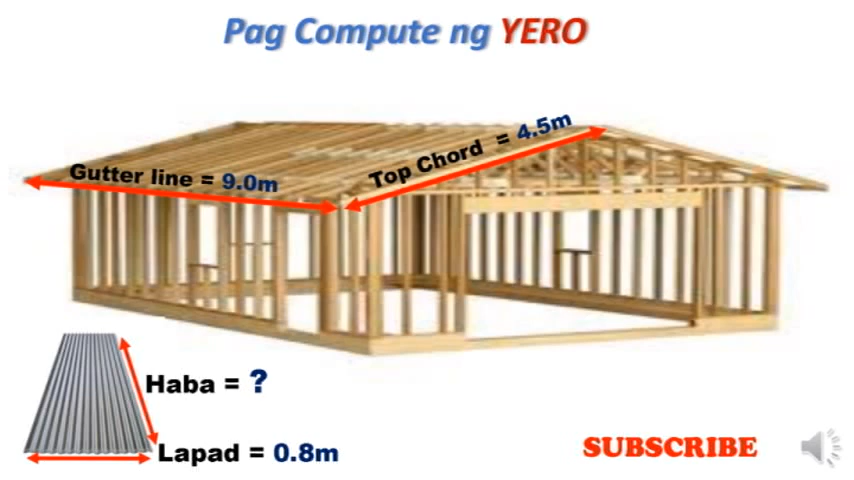 Pag Compute ng YERO
Gutter line = 9.0m
Top Chord = 4.5m
Haba = ?
Lapad = 0.8m
SUBSCRIBE